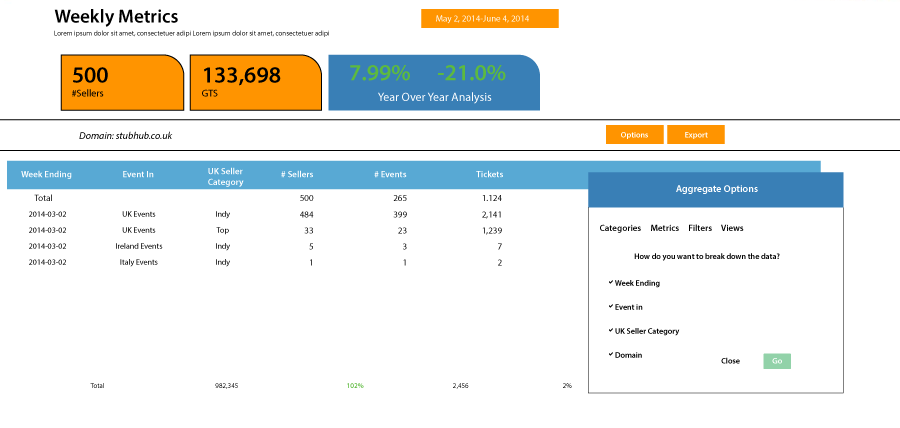 Weekly Metrics
May 2, 2014-June 4, 2014
Lorem ipsum dolor sit amet, consectetuer adipi Lorem ipsum dolor sit amet, consectetuer adipi
500
#Sellers
133,698
GTS
7.99% -21.0%
Year Over Year Analysis
Domain: stubhub.co.uk
Options Export
Week Ending Event In UK Seller Category # Sellers # Events Tickets
Total 500 265 1.124
2014-03-02 UK Events Indy 484 399 2,141
2014-03-02 UK Events Top 33 23 1,239
2014-03-02 Ireland Events Indy 5 3 7
2014-03-02 Italy Events Indy 1 1 2
Total 982,345 102% 2,456 2%
Aggregate Options
Categories Metrics Filters Views
How do you want to break down the data?
Week Ending
Event in
UK Seller Category
Domain
Close Go